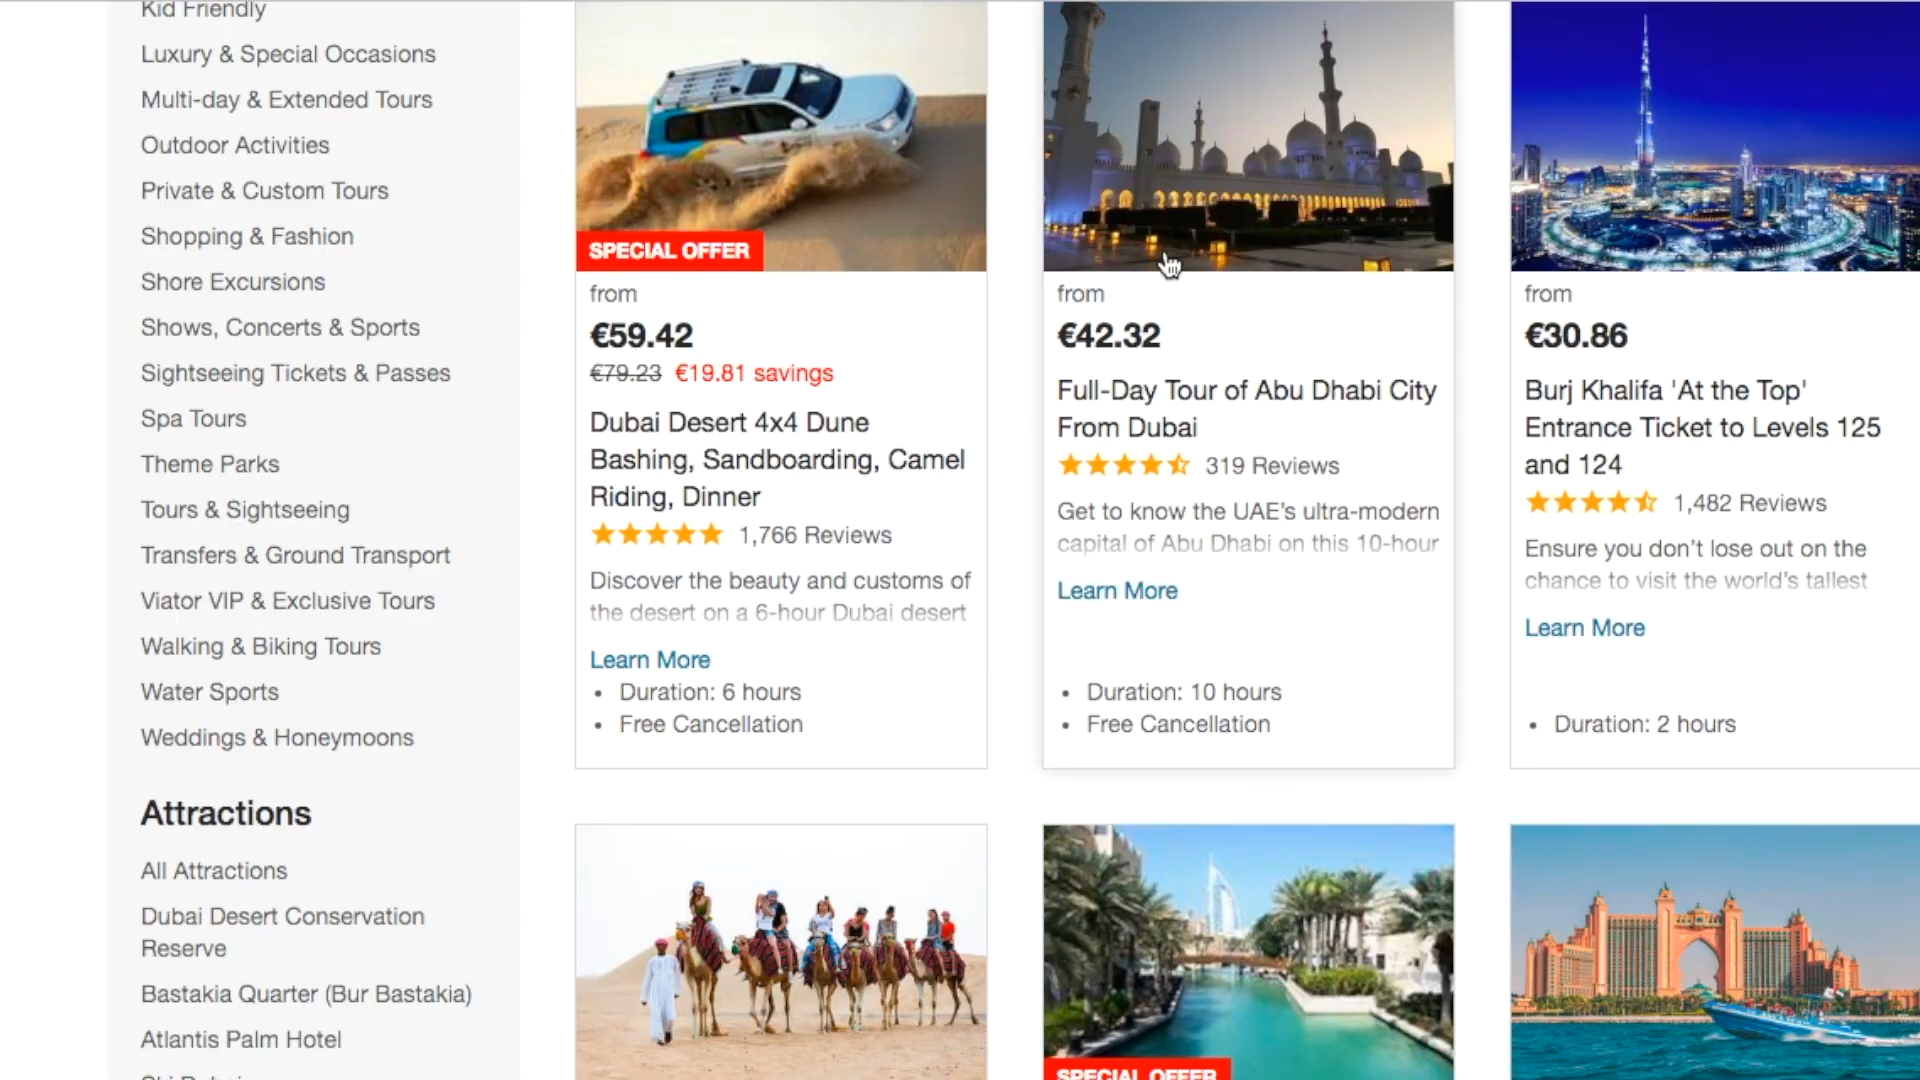 Kid Friendly
Luxury & Special Occasions
Multi-day & Extended Tours
Outdoor Activities
Private & Custom Tours
Shopping & Fashion
Shore Excursions
Shows, Concerts & Sports
Sightseeing Tickets & Passes
Spa Tours
Theme Parks
Tours & Sightseeing
Transfers & Ground Transport
Viator VIP & Exclusive Tours
Walking & Biking Tours
Water Sports
Weddings & Honeymoons
Attractions
All Attractions
Dubai Desert Conservation
Reserve
Bastakia Quarter (Bur Bastakia)
Atlantis Palm Hotel
SPECIAL OFFER
from
€59.42
€79.23 €19.81 savings
Dubai Desert 4x4 Dune
Bashing, Sandboarding, Camel
Riding, Dinner
1,766 Reviews
Discover the beauty and customs of
the desert on a 6-hour Dubai desert
Learn More
• Duration: 6 hours
• Free Cancellation
from
€42.32
Full-Day Tour of Abu Dhabi City
From Dubai
319 Reviews
Get to know the UAE's ultra-modern
capital of Abu Dhabi on this 10-hour
Learn More
• Duration: 10 hours
• Free Cancellation
from
€30.86
Burj Khalifa 'At the Top'
Entrance Ticket to Levels 125
and 124
1,482 Reviews
Ensure you don't lose out on the
chance to visit the world's tallest
Learn More
• Duration: 2 hours
SPECIAL OFFER